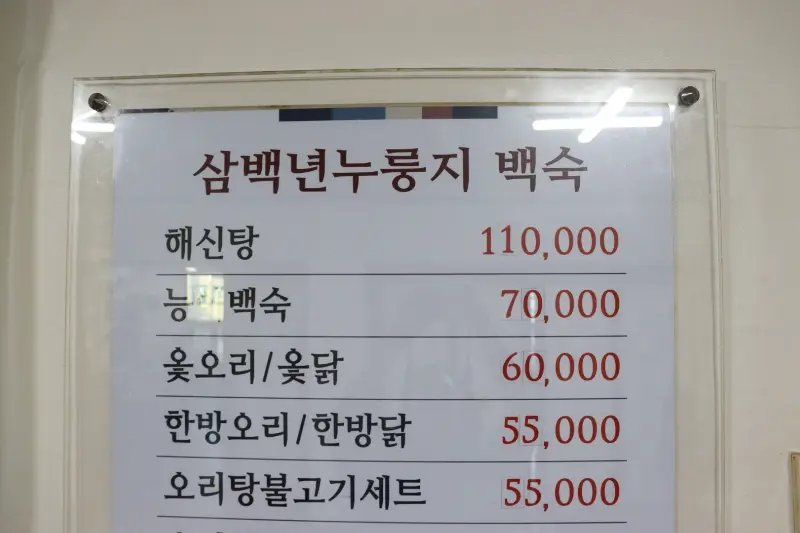 삼백년누룽지 백숙
해신탕 110,000
능 백숙 70,000
옻오리/옻닭 60,000
한방오리/한방닭 55,000
오리탕불고기세트 55,000